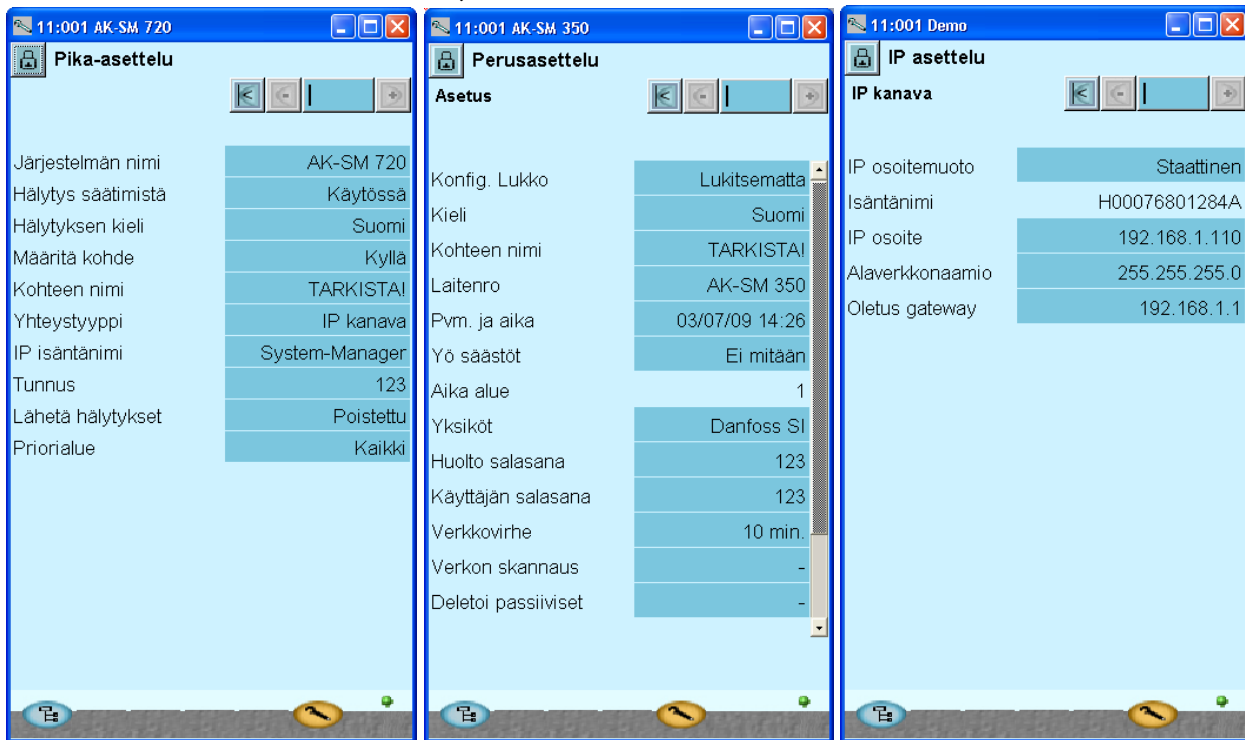 11:001 AK-SM 720
Pika-asettelu
Järjestelmän nimi AK-SM 720
Hälytys säätimistä Käytössä
Hälytyksen kieli Suomi
Määritä kohde Kyllä
Kohteen nimi TARKISTA!
Yhteystyyppi IP kanava
IP isäntänimi System-Manager
Tunnus 123
Lähetä hälytykset Poistettu
Priorialue Kaikki
11:001 AK-SM 350
Perusasettelu
Asetus
Konfig. Lukko Lukitsematta
Kieli Suomi
Kohteen nimi TARKISTA!
Laitenro AK-SM 350
Pvm. ja aika 03/07/09 14:26
Yö säästöt Ei mitään
Aika alue 1
Yksiköt Danfoss SI
Huolto salasana 123
Käyttäjän salasana 123
Verkkovirhe 10 min.
Verkon skannaus -
Deletoi passiiviset -
11:001 Demo
IP asettelu
IP kanava
IP osoitemuoto Staattinen
Isäntänimi H00076801284A
IP osoite 192.168.1.110
Alaverkkonaamio 255.255.255.0
Oletus gateway 192.168.1.1